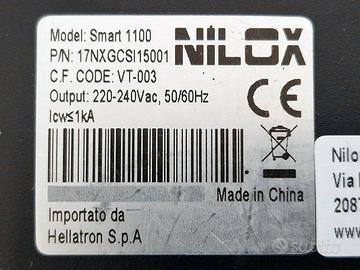 Model: Smart 1100
NILOX
P/N: 17NXGCSI15001
C.F. CODE: VT-003
Output: 220-240Vac, 50/60Hz
Icw≤1kA
CE
Made in China
Importato da
Hellatron S.p.A
Nilo
Via
208
www.
subito